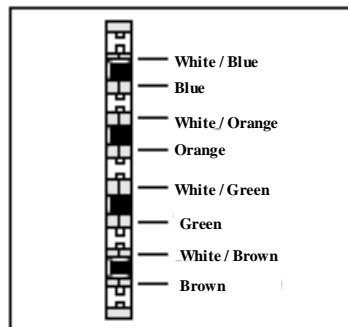 White / Blue
Blue
White / Orange
Orange
White / Green
Green
White / Brown
Brown